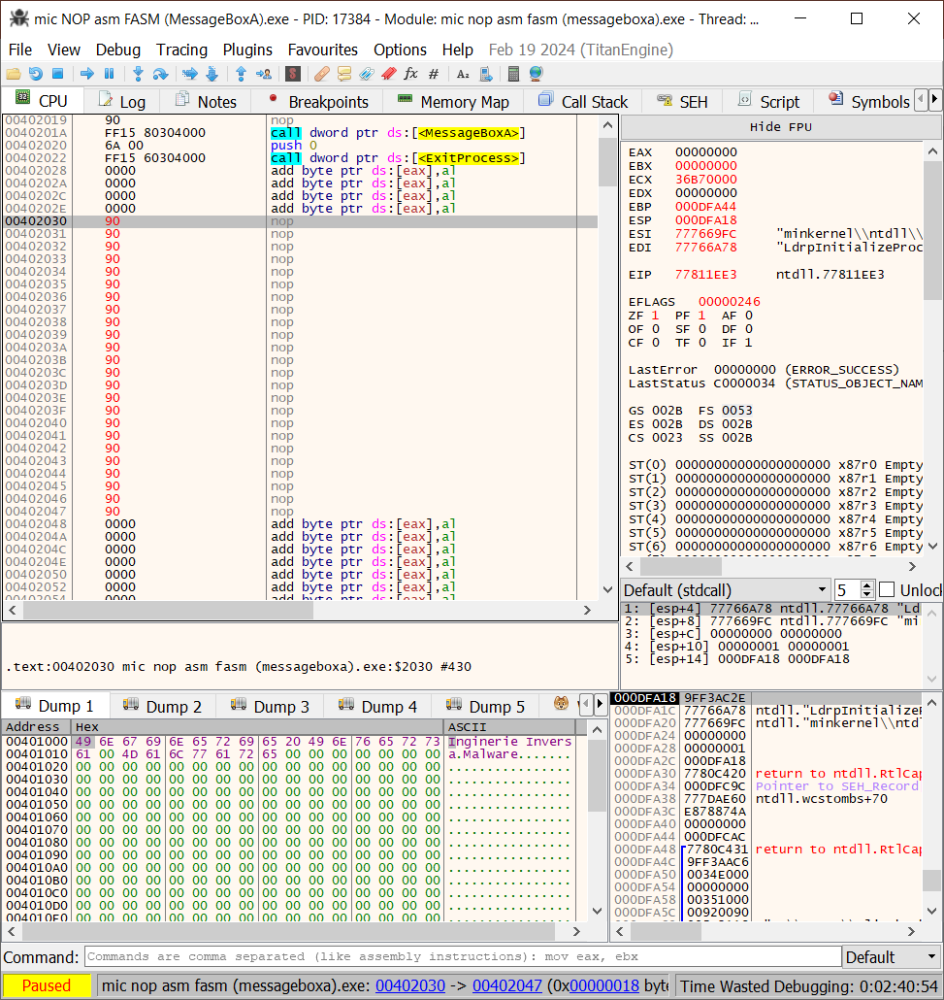 mic NOP asm FASM (MessageBoxA).exe - PID: 17384 - Module: mic nop asm fasm (messageboxa).exe - Thread: ...
File View Debug Tracing Plugins Favourites Options Help Feb 19 2024 (TitanEngine)
CPU Log Notes Breakpoints Memory Map Call Stack SEH Script Symbols
00402019 90 nop
0040201A FF15 80304000 call dword ptr ds:[<MessageBoxA>]
00402020 6A 00 push 0
00402022 FF15 60304000 call dword ptr ds:[<ExitProcess>]
00402028 0000 add byte ptr ds:[eax],al
0040202A 0000 add byte ptr ds:[eax],al
0040202C 0000 add byte ptr ds:[eax],al
0040202E 0000 add byte ptr ds:[eax],al
00402030 90 nop
00402031 90 nop
00402032 90 nop
00402033 90 nop
00402034 90 nop
00402035 90 nop
00402036 90 nop
00402037 90 nop
00402038 90 nop
00402039 90 nop
0040203A 90 nop
0040203B 90 nop
0040203C 90 nop
0040203D 90 nop
0040203E 90 nop
0040203F 90 nop
00402040 90 nop
00402041 90 nop
00402042 90 nop
00402043 90 nop
00402044 90 nop
00402045 90 nop
00402046 90 nop
00402047 90 nop
00402048 0000 add byte ptr ds:[eax],al
0040204A 0000 add byte ptr ds:[eax],al
0040204C 0000 add byte ptr ds:[eax],al
0040204E 0000 add byte ptr ds:[eax],al
00402050 0000 add byte ptr ds:[eax],al
00402052 0000 add byte ptr ds:[eax],al
Hide FPU
EAX 00000000
EBX 00000000
ECX 36B70000
EDX 00000000
EBP 000DFA44
ESP 000DFA18
ESI 777669FC "minkernel\\ntdll\\
EDI 77766A78 "LdrpInitializeProc
EIP 77811EE3 ntdll.77811EE3
EFLAGS 00000246
ZF 1 PF 1 AF 0
OF 0 SF 0 DF 0
CF 0 TF 0 IF 1
LastError 00000000 (ERROR_SUCCESS)
LastStatus C0000034 (STATUS_OBJECT_NAM
GS 002B FS 0053
ES 002B DS 002B
CS 0023 SS 002B
ST(0) 00000000000000000000 x87r0 Empty
ST(1) 00000000000000000000 x87r1 Empty
ST(2) 00000000000000000000 x87r2 Empty
ST(3) 00000000000000000000 x87r3 Empty
ST(4) 00000000000000000000 x87r4 Empty
ST(5) 00000000000000000000 x87r5 Empty
ST(6) 00000000000000000000 x87r6 Empty
Default (stdcall) 5 Unlock
1: [esp+4] 77766A78 ntdll.77766A78 "Ld
2: [esp+8] 777669FC ntdll.777669FC "mi
3: [esp+C] 00000000 00000000
4: [esp+10] 00000001 00000001
5: [esp+14] 000DFA18 000DFA18
.text:00402030 mic nop asm fasm (messageboxa).exe:$2030 #430
Dump 1 Dump 2 Dump 3 Dump 4 Dump 5
Address Hex ASCII
00401000 49 6E 67 69 6E 65 72 69 65 20 49 6E 76 65 72 73 Inginerie Invers
00401010 61 00 4D 61 6C 77 61 72 65 00 00 00 00 00 00 00 a.Malware.......
00401020 00 00 00 00 00 00 00 00 00 00 00 00 00 00 00 00 ................
00401030 00 00 00 00 00 00 00 00 00 00 00 00 00 00 00 00 ................
00401040 00 00 00 00 00 00 00 00 00 00 00 00 00 00 00 00 ................
00401050 00 00 00 00 00 00 00 00 00 00 00 00 00 00 00 00 ................
00401060 00 00 00 00 00 00 00 00 00 00 00 00 00 00 00 00 ................
00401070 00 00 00 00 00 00 00 00 00 00 00 00 00 00 00 00 ................
00401080 00 00 00 00 00 00 00 00 00 00 00 00 00 00 00 00 ................
00401090 00 00 00 00 00 00 00 00 00 00 00 00 00 00 00 00 ................
004010A0 00 00 00 00 00 00 00 00 00 00 00 00 00 00 00 00 ................
004010B0 00 00 00 00 00 00 00 00 00 00 00 00 00 00 00 00 ................
004010C0 00 00 00 00 00 00 00 00 00 00 00 00 00 00 00 00 ................
004010D0 00 00 00 00 00 00 00 00 00 00 00 00 00 00 00 00 ................
004010E0 00 00 00 00 00 00 00 00 00 00 00 00 00 00 00 00 ................
000DFA18 9FF3AC2E
000DFA1C 77766A78 ntdll."LdrpInitializeF
000DFA20 777669FC ntdll."minkernel\\ntd
000DFA24 00000000
000DFA28 00000001
000DFA2C 000DFA18
000DFA30 7780C420 return to ntdll.RtlCap
000DFA34 000DFC9C Pointer to SEH_Record
000DFA38 777DAE60 ntdll.wcstombs+70
000DFA3C E878874A
000DFA40 00000000
000DFA44 000DFCAC
000DFA48 7780C431 return to ntdll.RtlCap
000DFA4C 9FF3AAC6
000DFA50 0034E000
000DFA54 00000000
000DFA58 00351000
000DFA5C 00920090
Command: Commands are comma separated (like assembly instructions): mov eax, ebx Default
Paused mic nop asm fasm (messageboxa).exe: 00402030 -> 00402047 (0x00000018 byte Time Wasted Debugging: 0:02:40:54